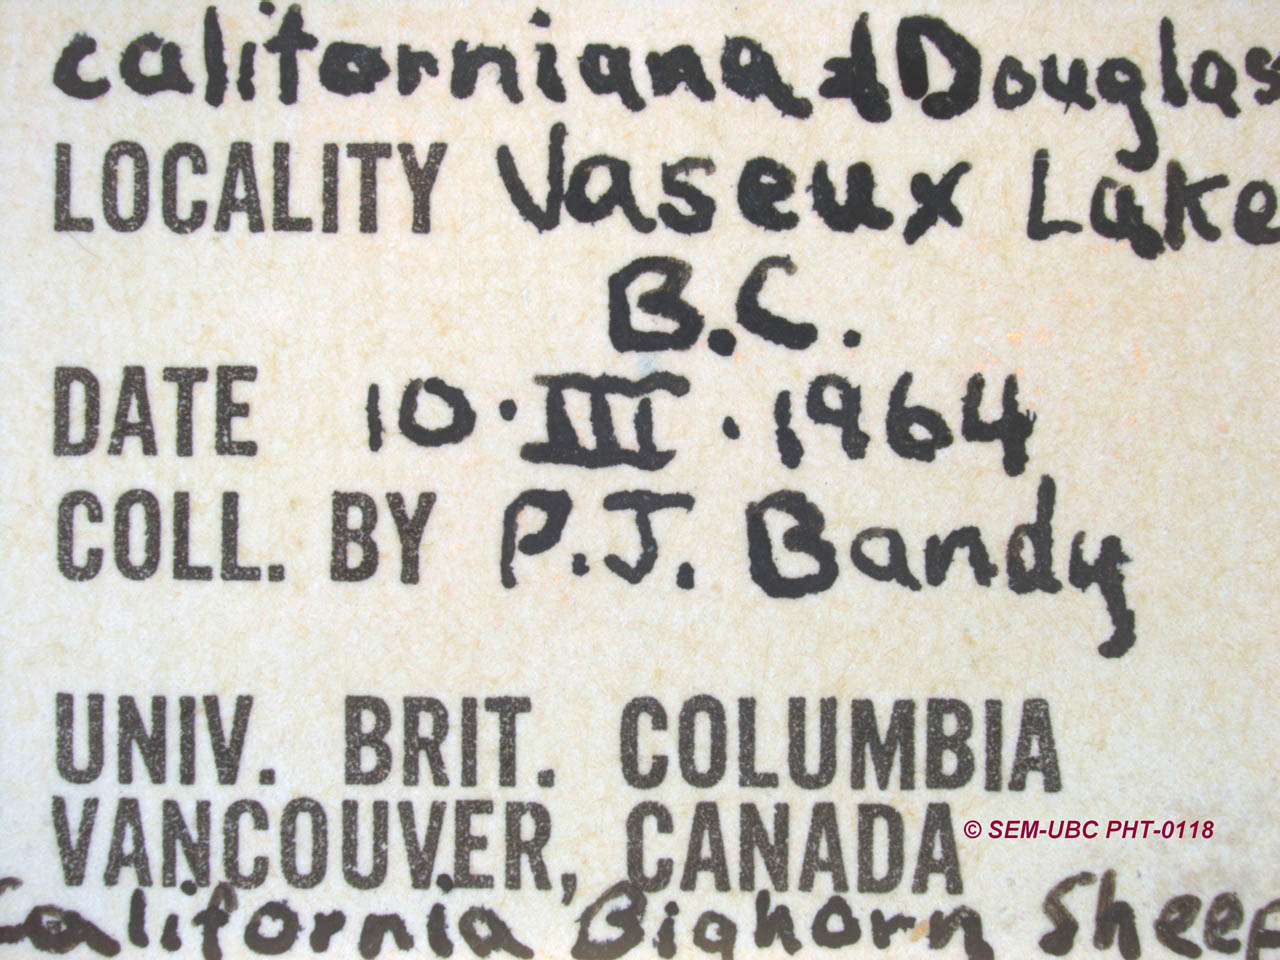 californiana ♂ Douglas
LOCALITY Vaseux Lake
B.C.
DATE 10·III·1964
COLL. BY P.J. Bandy
UNIV. BRIT. COLUMBIA
VANCOUVER, CANADA
© SEM-UBC PHT-0118
California Bighorn Sheep